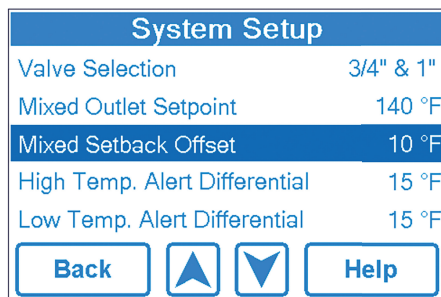 System Setup
Valve Selection 3/4" & 1"
Mixed Outlet Setpoint 140 °F
Mixed Setback Offset 10 °F
High Temp. Alert Differential 15 °F
Low Temp. Alert Differential 15 °F
Back Help